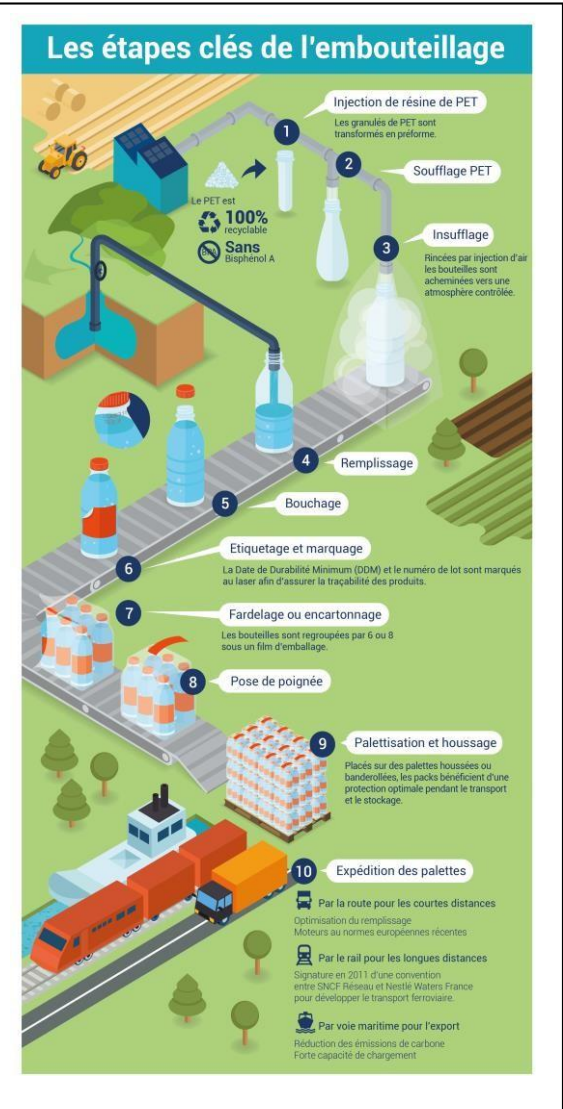 Les étapes clés de l'embouteillage
1
Injection de résine de PET
Les granulés de PET sont
transformés en préforme.
2
Soufflage PET
Le PET est
100%
recyclable
BPA
Sans
Bisphénol A
3
Insufflage
Rincées par injection d'air
les bouteilles sont
acheminées vers une
atmosphère contrôlée.
4
Remplissage
5
Bouchage
6
Etiquetage et marquage
La Date de Durabilité Minimum (DDM) et le numéro de lot sont marqués
au laser afin d'assurer la traçabilité des produits.
7
Fardelage ou encartonnage
Les bouteilles sont regroupées par 6 ou 8
sous un film d'emballage.
8
Pose de poignée
9
Palettisation et houssage
Placés sur des palettes houssées ou
banderollées, les packs bénéficient d'une
protection optimale pendant le transport
et le stockage.
10
Expédition des palettes
Par la route pour les courtes distances
Optimisation du remplissage
Moteurs au normes européennes récentes
Par le rail pour les longues distances
Signature en 2011 d'une convention
entre SNCF Réseau et Nestlé Waters France
pour développer le transport ferroviaire.
Par voie maritime pour l'export
Réduction des émissions de carbone
Forte capacité de chargement